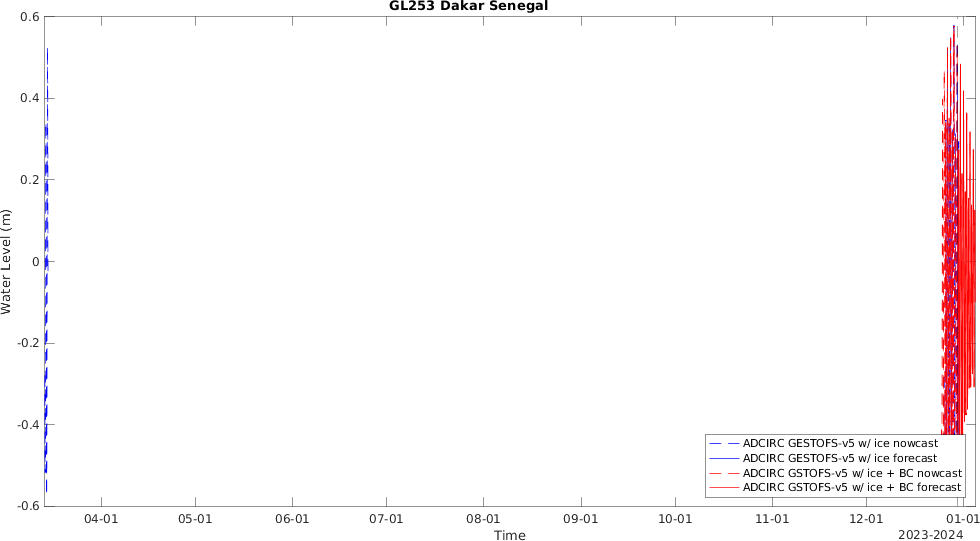 GL253 Dakar Senegal
0.6
0.4
0.2
0
-0.2
-0.4
-0.6
Water Level (m)
ADCIRC GESTOFS-v5 w/ ice nowcast
ADCIRC GESTOFS-v5 w/ ice forecast
ADCIRC GSTOFS-v5 w/ ice + BC nowcast
ADCIRC GSTOFS-v5 w/ ice + BC forecast
04-01 05-01 06-01 07-01 08-01 09-01 10-01 11-01 12-01 01-01
Time
2023-2024